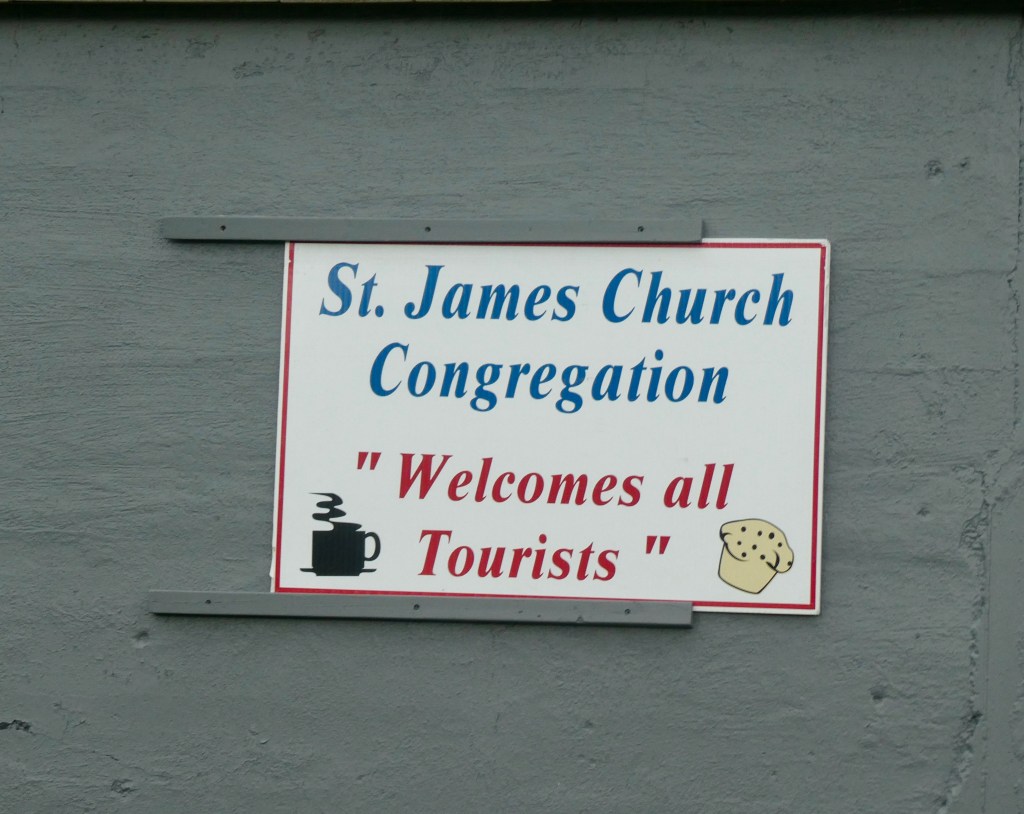 St. James Church
Congregation
" Welcomes all
Tourists "